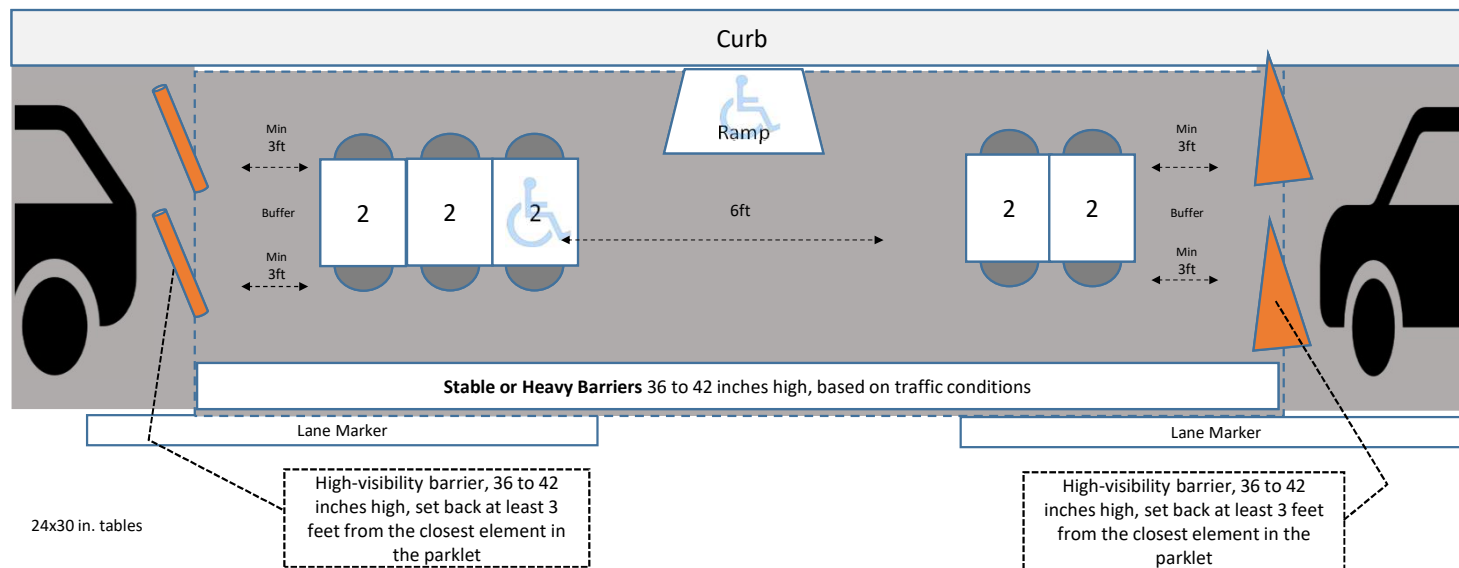 Curb
Ramp
Min
3ft
Min
3ft
Buffer
2
2
2
6ft
2
2
Buffer
Min
3ft
Min
3ft
Stable or Heavy Barriers 36 to 42 inches high, based on traffic conditions
Lane Marker
Lane Marker
24x30 in. tables
High-visibility barrier, 36 to 42
inches high, set back at least 3
feet from the closest element in
the parklet
High-visibility barrier, 36 to 42
inches high, set back at least 3 feet
from the closest element in the
parklet